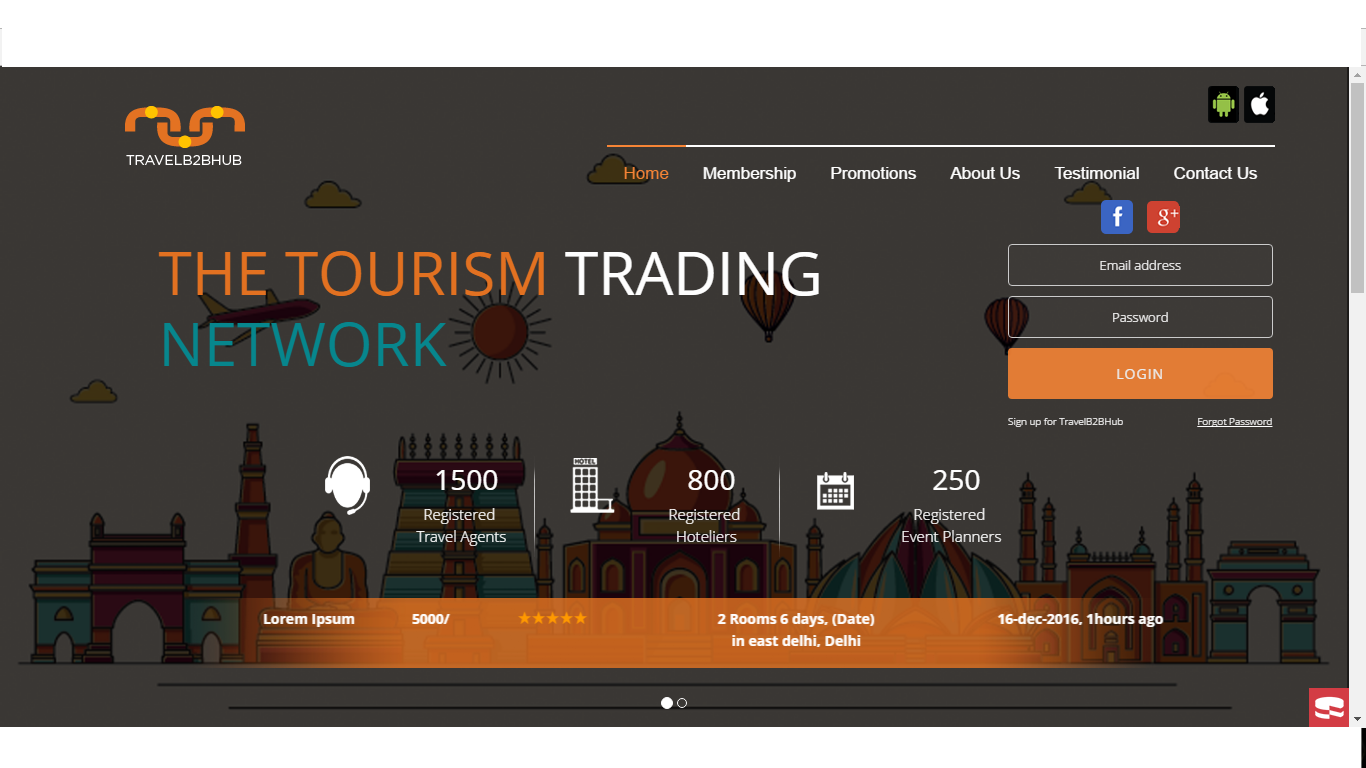 TRAVELB2BHUB
Home Membership Promotions About Us Testimonial Contact Us
f g+
THE TOURISM TRADING
NETWORK
Email address
Password
LOGIN
Sign up for TravelB2BHub Forgot Password
HOTEL
1500 800 250
Registered Registered Registered
Travel Agents Hoteliers Event Planners
Lorem Ipsum 5000/ 2 Rooms 6 days, (Date) 16-dec-2016, 1hours ago
in east delhi, Delhi